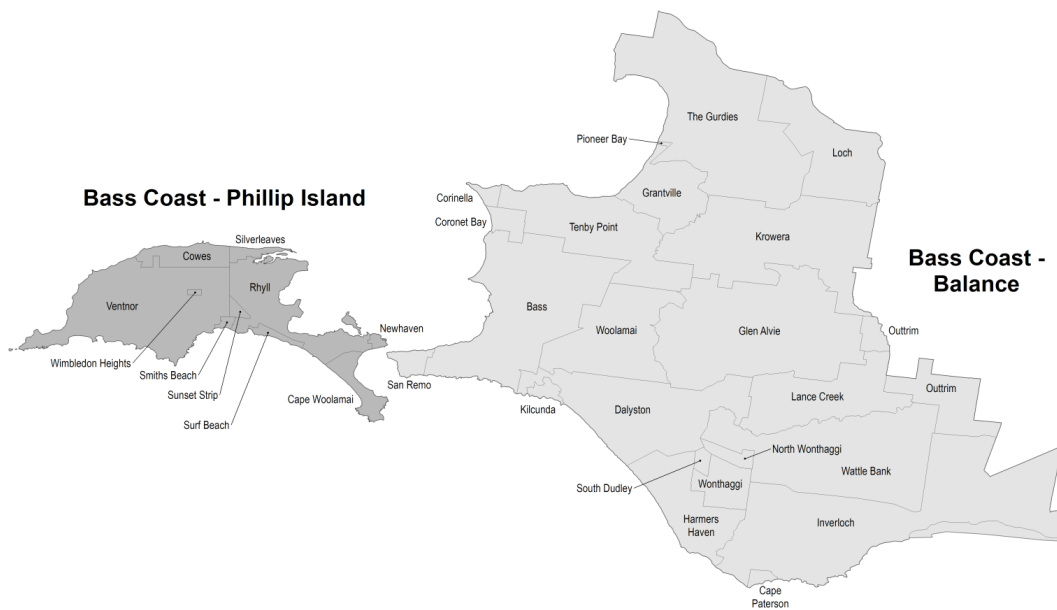 The Gurdies
Pioneer Bay
Loch
Bass Coast - Phillip Island
Corinella
Grantville
Coronet Bay
Tenby Point
Krowera
Silverleaves
Cowes
Bass Coast -
Balance
Rhyll
Ventnor
Bass
Woolamai
Glen Alvie
Newhaven
Outtrim
Wimbledon Heights
Smiths Beach
San Remo
Outtrim
Sunset Strip
Cape Woolamai
Kilcunda
Dalyston
Lance Creek
Surf Beach
North Wonthaggi
Wattle Bank
South Dudley
Wonthaggi
Harmers
Haven
Inverloch
Cape
Paterson